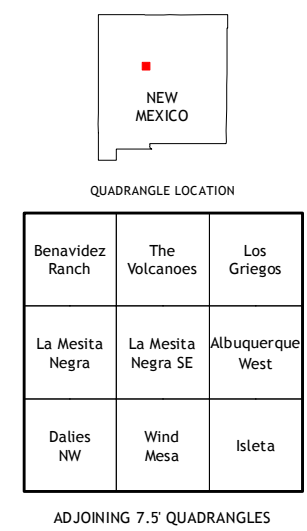 NEW
MEXICO
QUADRANGLE LOCATION
Benavidez
Ranch
The
Volcanoes
Los
Griegos
La Mesita
Negra
La Mesita
Negra SE
Albuquerque
West
Dalies
NW
Wind
Mesa
Isleta
ADJOINING 7.5' QUADRANGLES